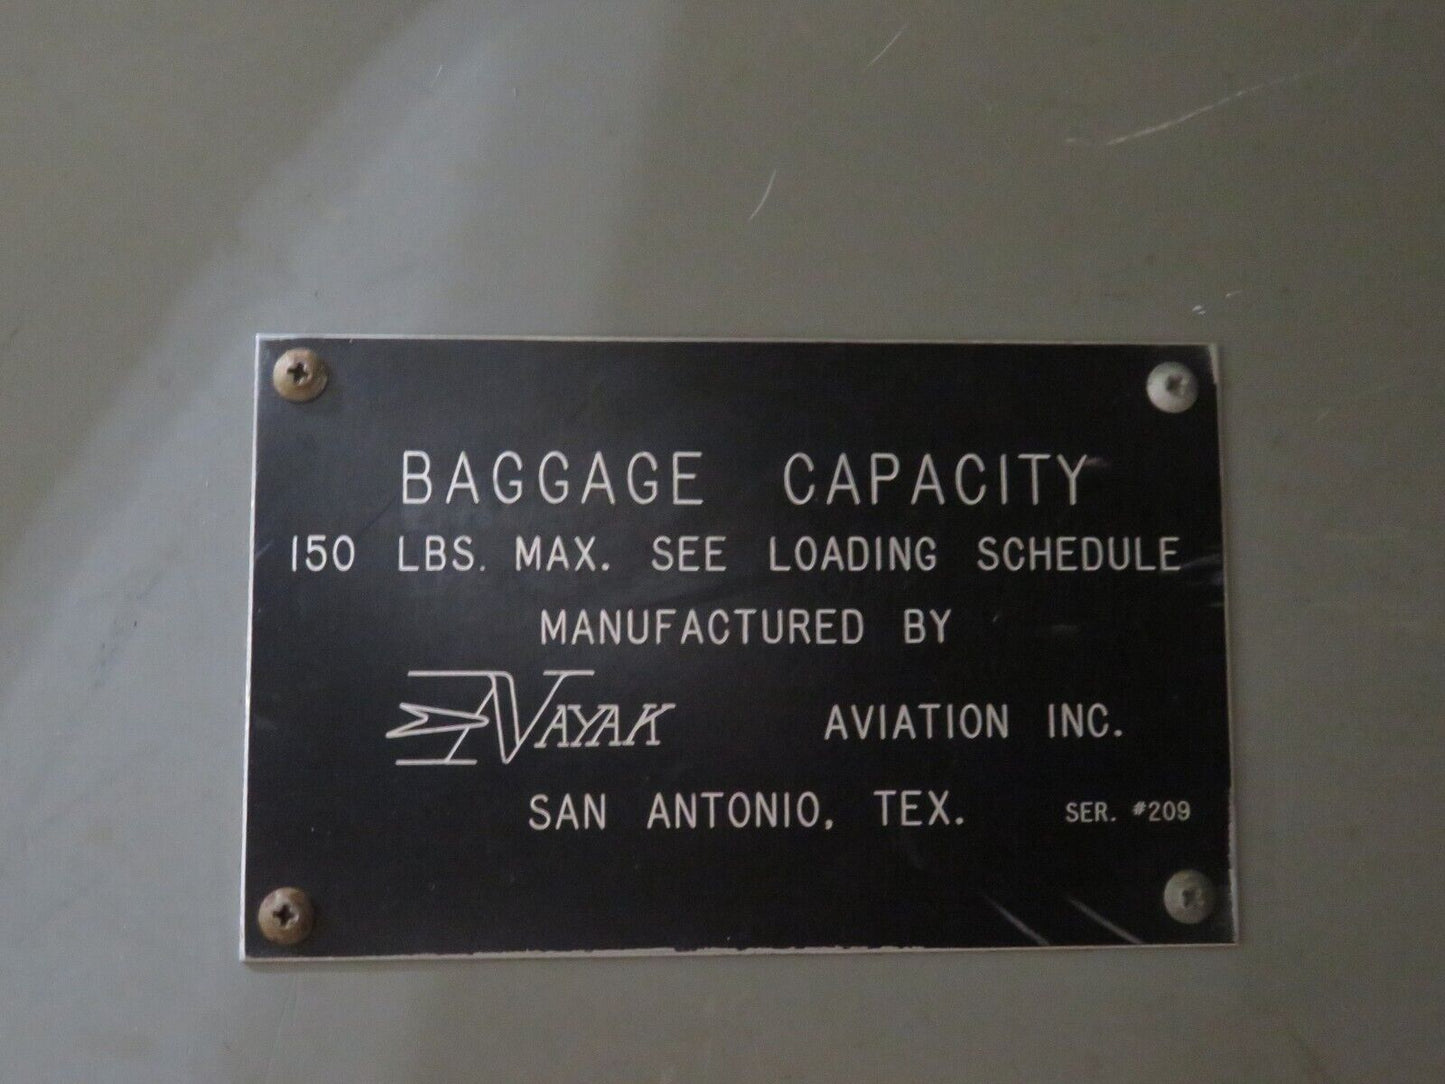 BAGGAGE CAPACITY
150 LBS. MAX. SEE LOADING SCHEDULE
MANUFACTURED BY
NAYAK AVIATION INC.
SAN ANTONIO, TEX. SER. #209